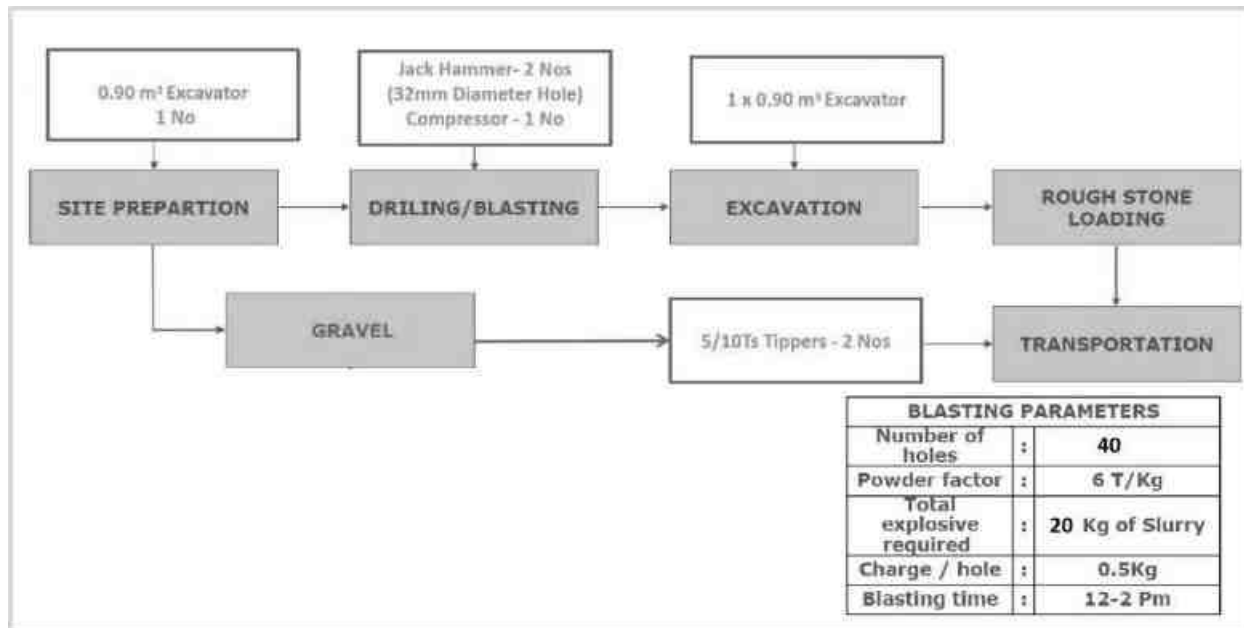 0.90 m³ Excavator
1 No
Jack Hammer- 2 Nos
(32mm Diameter Hole)
Compressor - 1 No
1 x 0.90 m³ Excavator
SITE PREPARTION
DRILING/BLASTING
EXCAVATION
ROUGH STONE
LOADING
GRAVEL
5/10Ts Tippers - 2 Nos
TRANSPORTATION
BLASTING PARAMETERS
Number of
holes : 40
Powder factor : 6 T/Kg
Total
explosive : 20 Kg of Slurry
required
Charge / hole : 0.5Kg
Blasting time : 12-2 Pm